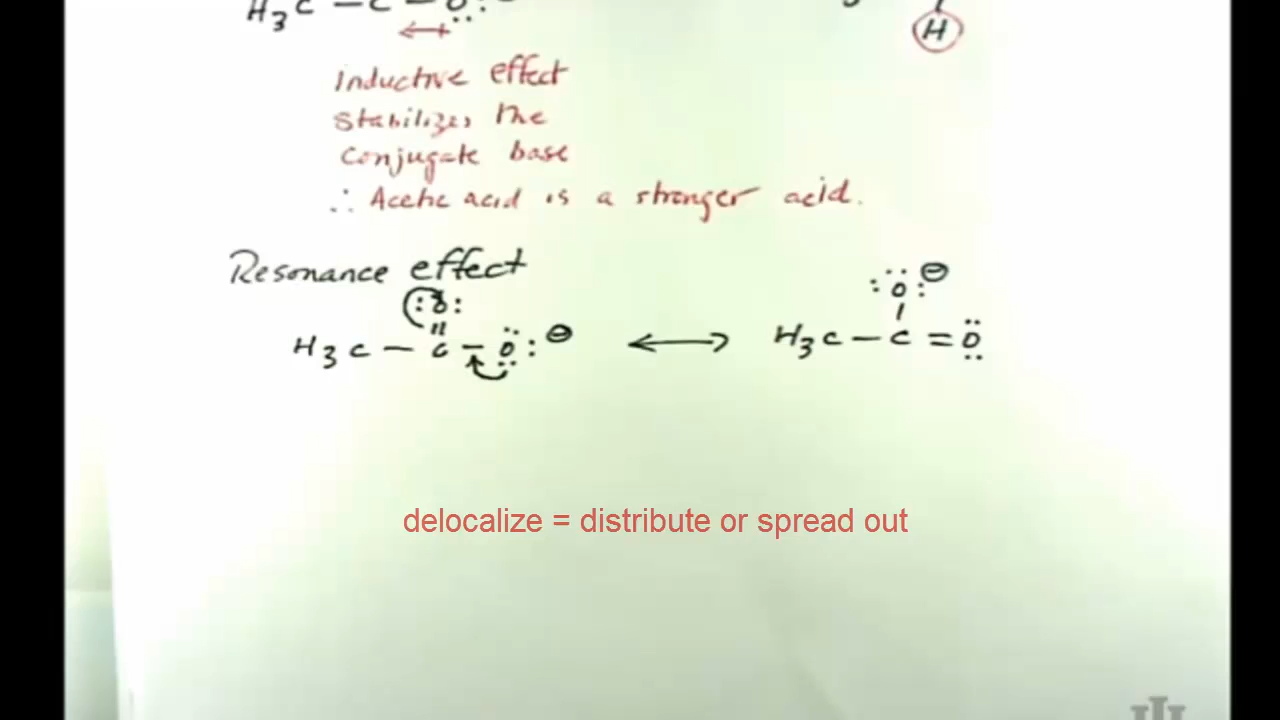 H3C — C — O :
H
Inductive effect
Stabilizes the
Conjugate base
∴ Acetic acid is a stronger acid.
Resonance effect
:O: :O: ⊖
H3C — C — O: ⊖ ⟷ H3C — C = O
delocalize = distribute or spread out